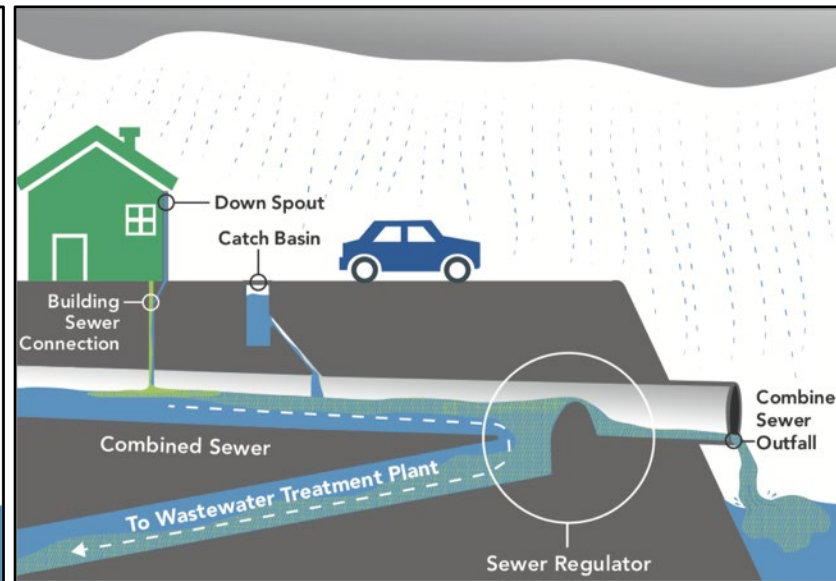 Down Spout
Catch Basin
Building
Sewer
Connection
Combine
Sewer
Outfall
Combined Sewer
To Wastewater Treatment Plant
Sewer Regulator